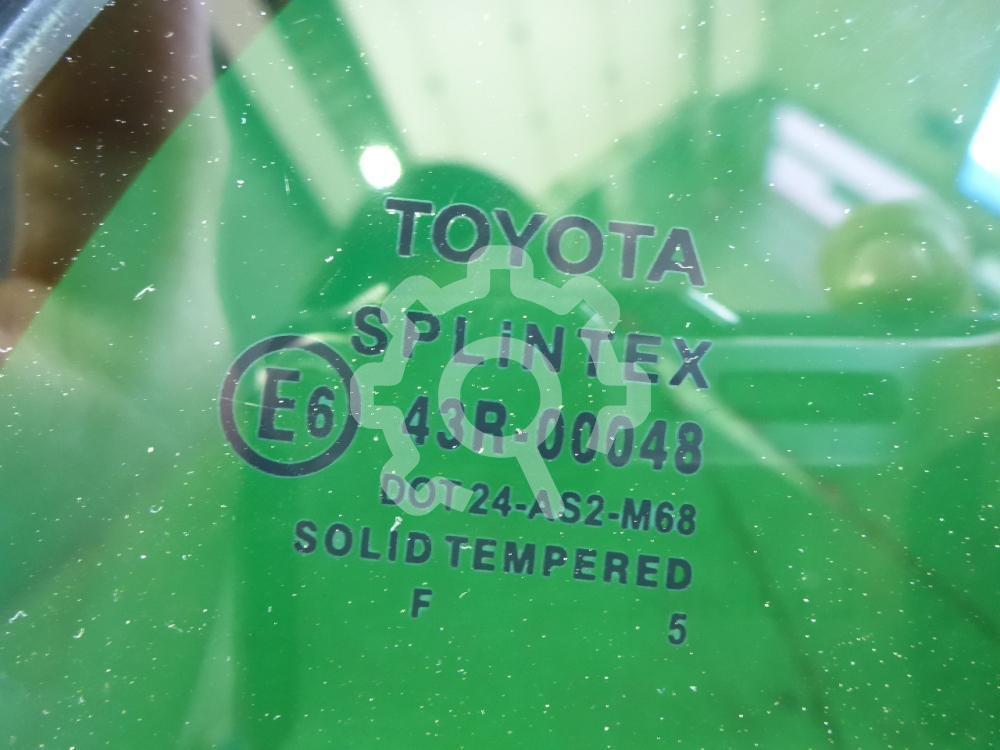 TOYOTA
SPLiNTEX
E6 43R-00048
DOT 24-AS2-M68
SOLID TEMPERED
F 5